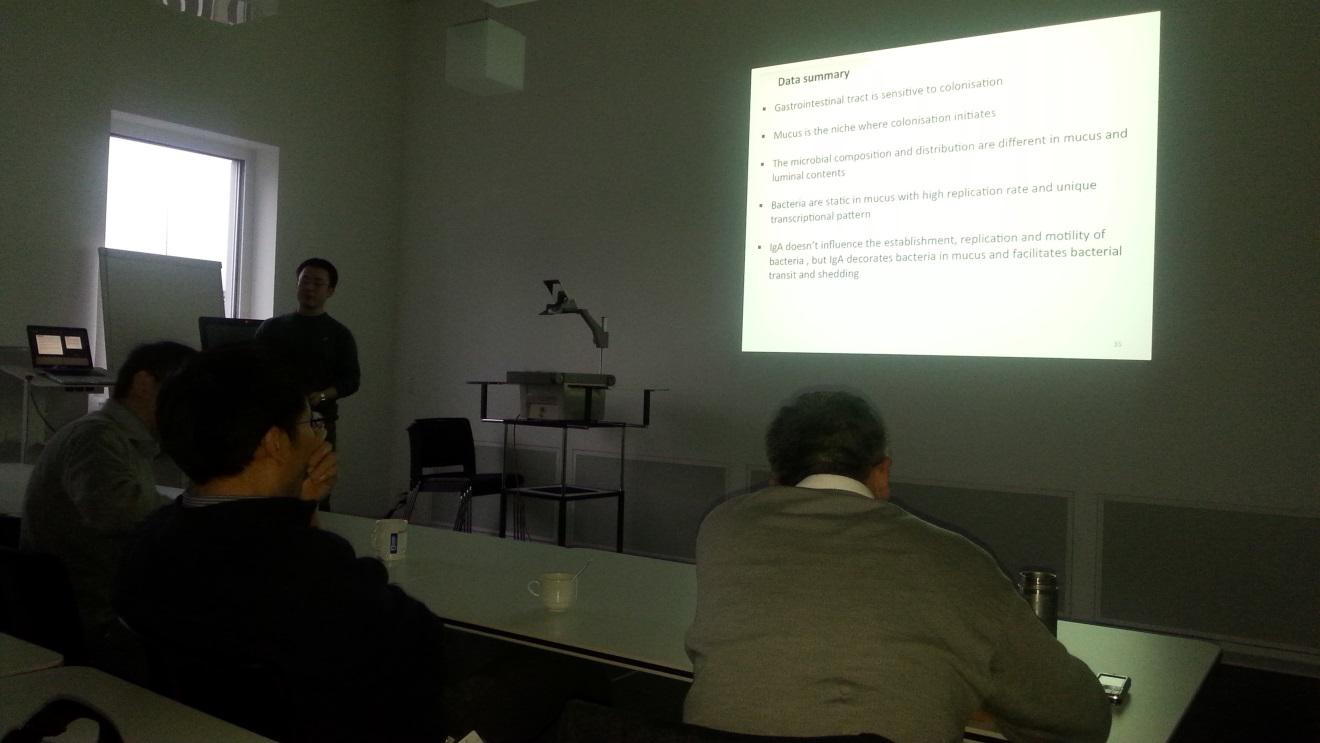 Data summary
▪ Gastrointestinal tract is sensitive to colonisation
▪ Mucus is the niche where colonisation initiates
▪ The microbial composition and distribution are different in mucus and
luminal contents
▪ Bacteria are static in mucus with high replication rate and unique
transcriptional pattern
▪ IgA doesn't influence the establishment, replication and motility of
bacteria , but IgA decorates bacteria in mucus and facilitates bacterial
transit and shedding